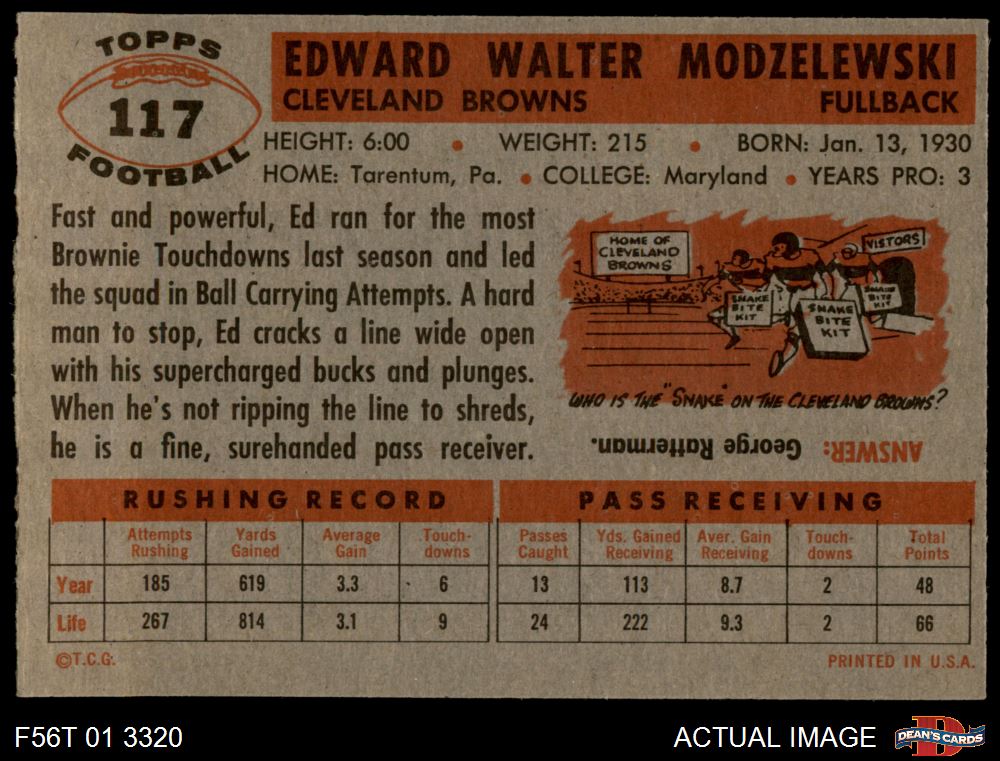 TOPPS
117
FOOTBALL
EDWARD WALTER MODZELEWSKI
CLEVELAND BROWNS FULLBACK
HEIGHT: 6:00 • WEIGHT: 215 • BORN: Jan. 13, 1930
HOME: Tarentum, Pa. • COLLEGE: Maryland • YEARS PRO: 3
Fast and powerful, Ed ran for the most
Brownie Touchdowns last season and led
the squad in Ball Carrying Attempts. A hard
man to stop, Ed cracks a line wide open
with his supercharged bucks and plunges.
When he's not ripping the line to shreds,
he is a fine, surehanded pass receiver.
HOME OF
CLEVELAND
BROWNS
VISTORS
SNAKE
BITE
KIT
SNAKE
BITE
KIT
SNAKE
BITE
KIT
WHO IS THE "SNAKE" ON THE CLEVELAND BROWNS?
ANSWER: George Ratterman.
RUSHING RECORD PASS RECEIVING
Attempts Rushing Yards Gained Average Gain Touch-downs Passes Caught Yds. Gained Receiving Aver. Gain Receiving Touch-downs Total Points
Year 185 619 3.3 6 13 113 8.7 2 48
Life 267 814 3.1 9 24 222 9.3 2 66
©T.C.G. PRINTED IN U.S.A.
F56T 01 3320 ACTUAL IMAGE D DEAN'S CARDS